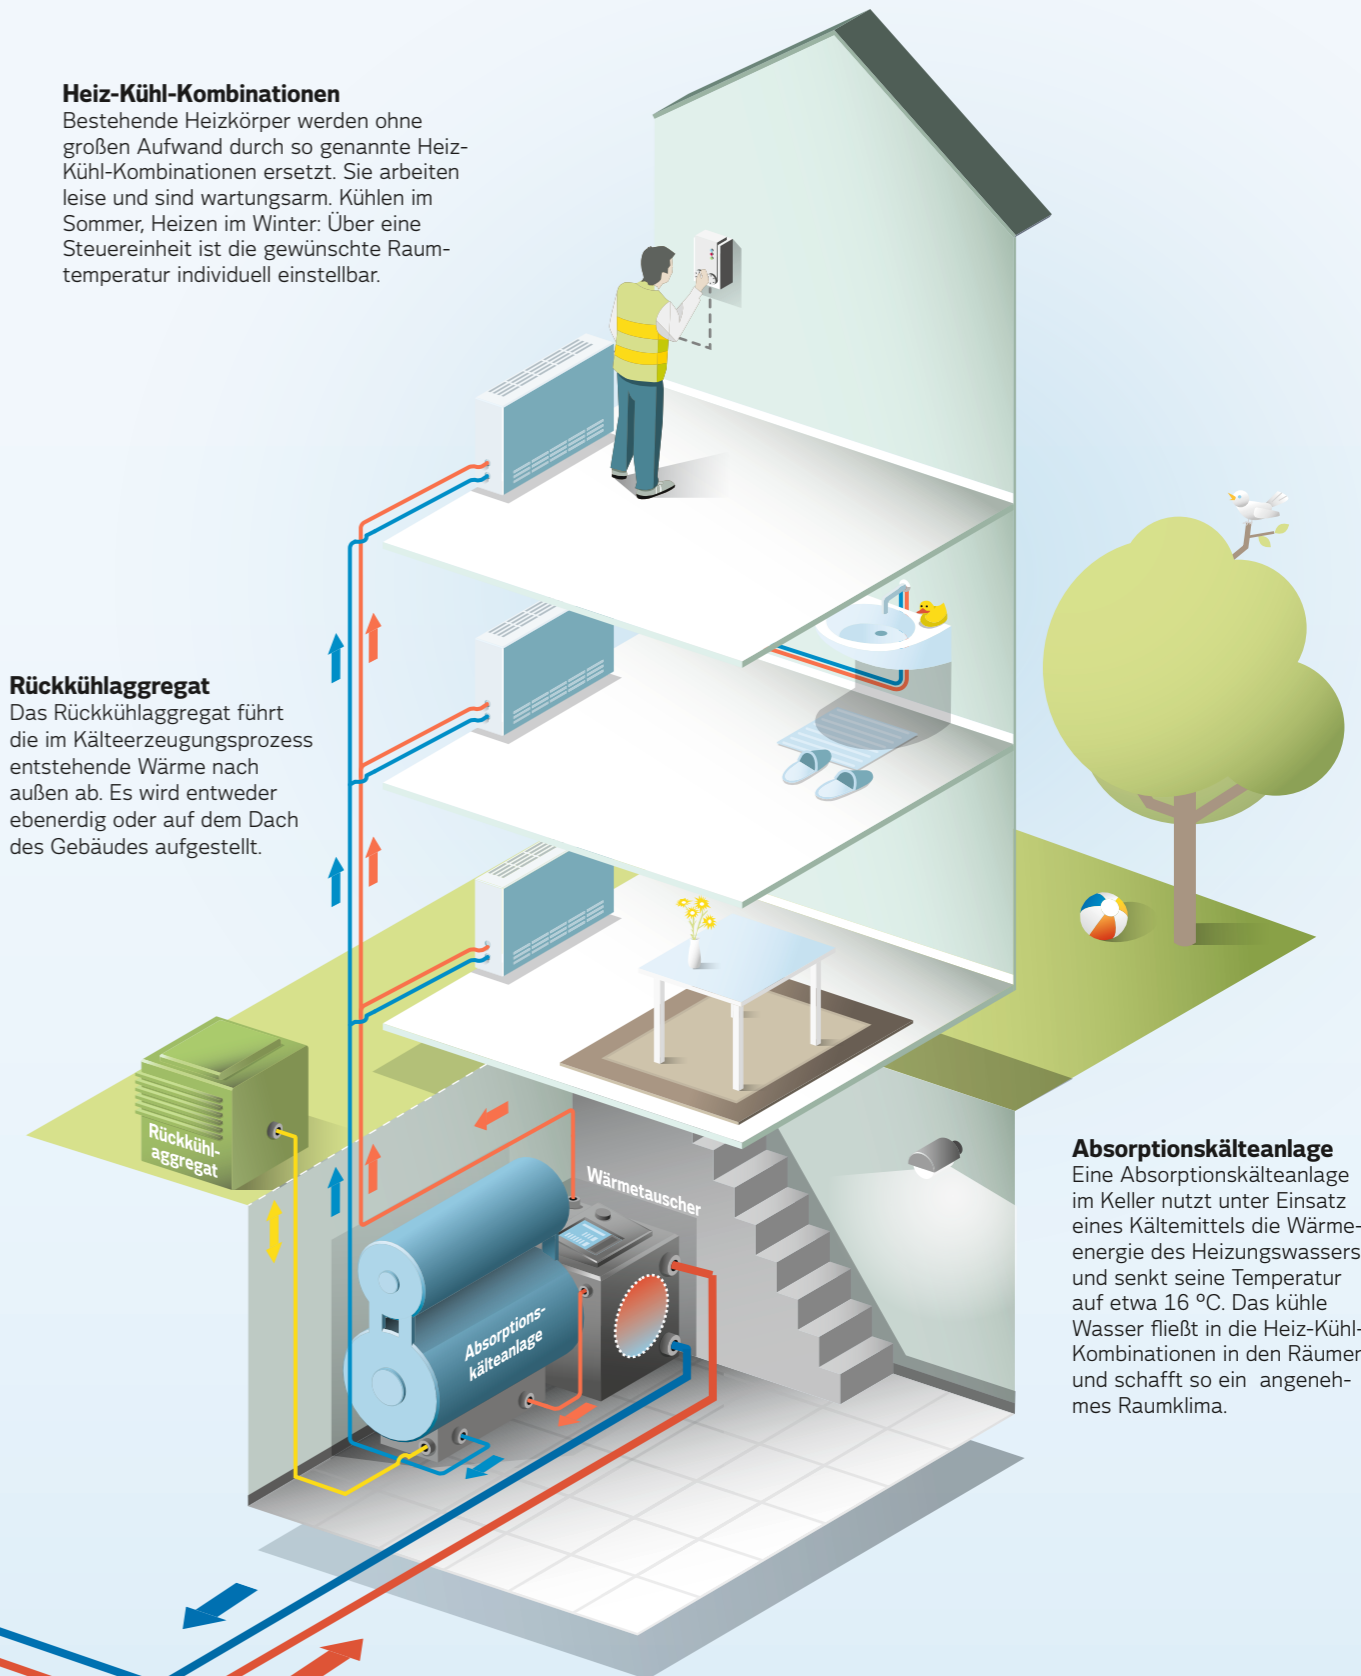 Heiz-Kühl-Kombinationen
Bestehende Heizkörper werden ohne
großen Aufwand durch so genannte Heiz-
Kühl-Kombinationen ersetzt. Sie arbeiten
leise und sind wartungsarm. Kühlen im
Sommer, Heizen im Winter: Über eine
Steuereinheit ist die gewünschte Raum-
temperatur individuell einstellbar.
Rückkühlaggregat
Das Rückkühlaggregat führt
die im Kälteerzeugungsprozess
entstehende Wärme nach
außen ab. Es wird entweder
ebenerdig oder auf dem Dach
des Gebäudes aufgestellt.
Rückkühl-
aggregat
Wärmetauscher
Absorptions-
kälteanlage
Absorptionskälteanlage
Eine Absorptionskälteanlage
im Keller nutzt unter Einsatz
eines Kältemittels die Wärme-
energie des Heizungswassers
und senkt seine Temperatur
auf etwa 16 °C. Das kühle
Wasser fließt in die Heiz-Kühl-
Kombinationen in den Räumen
und schafft so ein angeneh-
mes Raumklima.